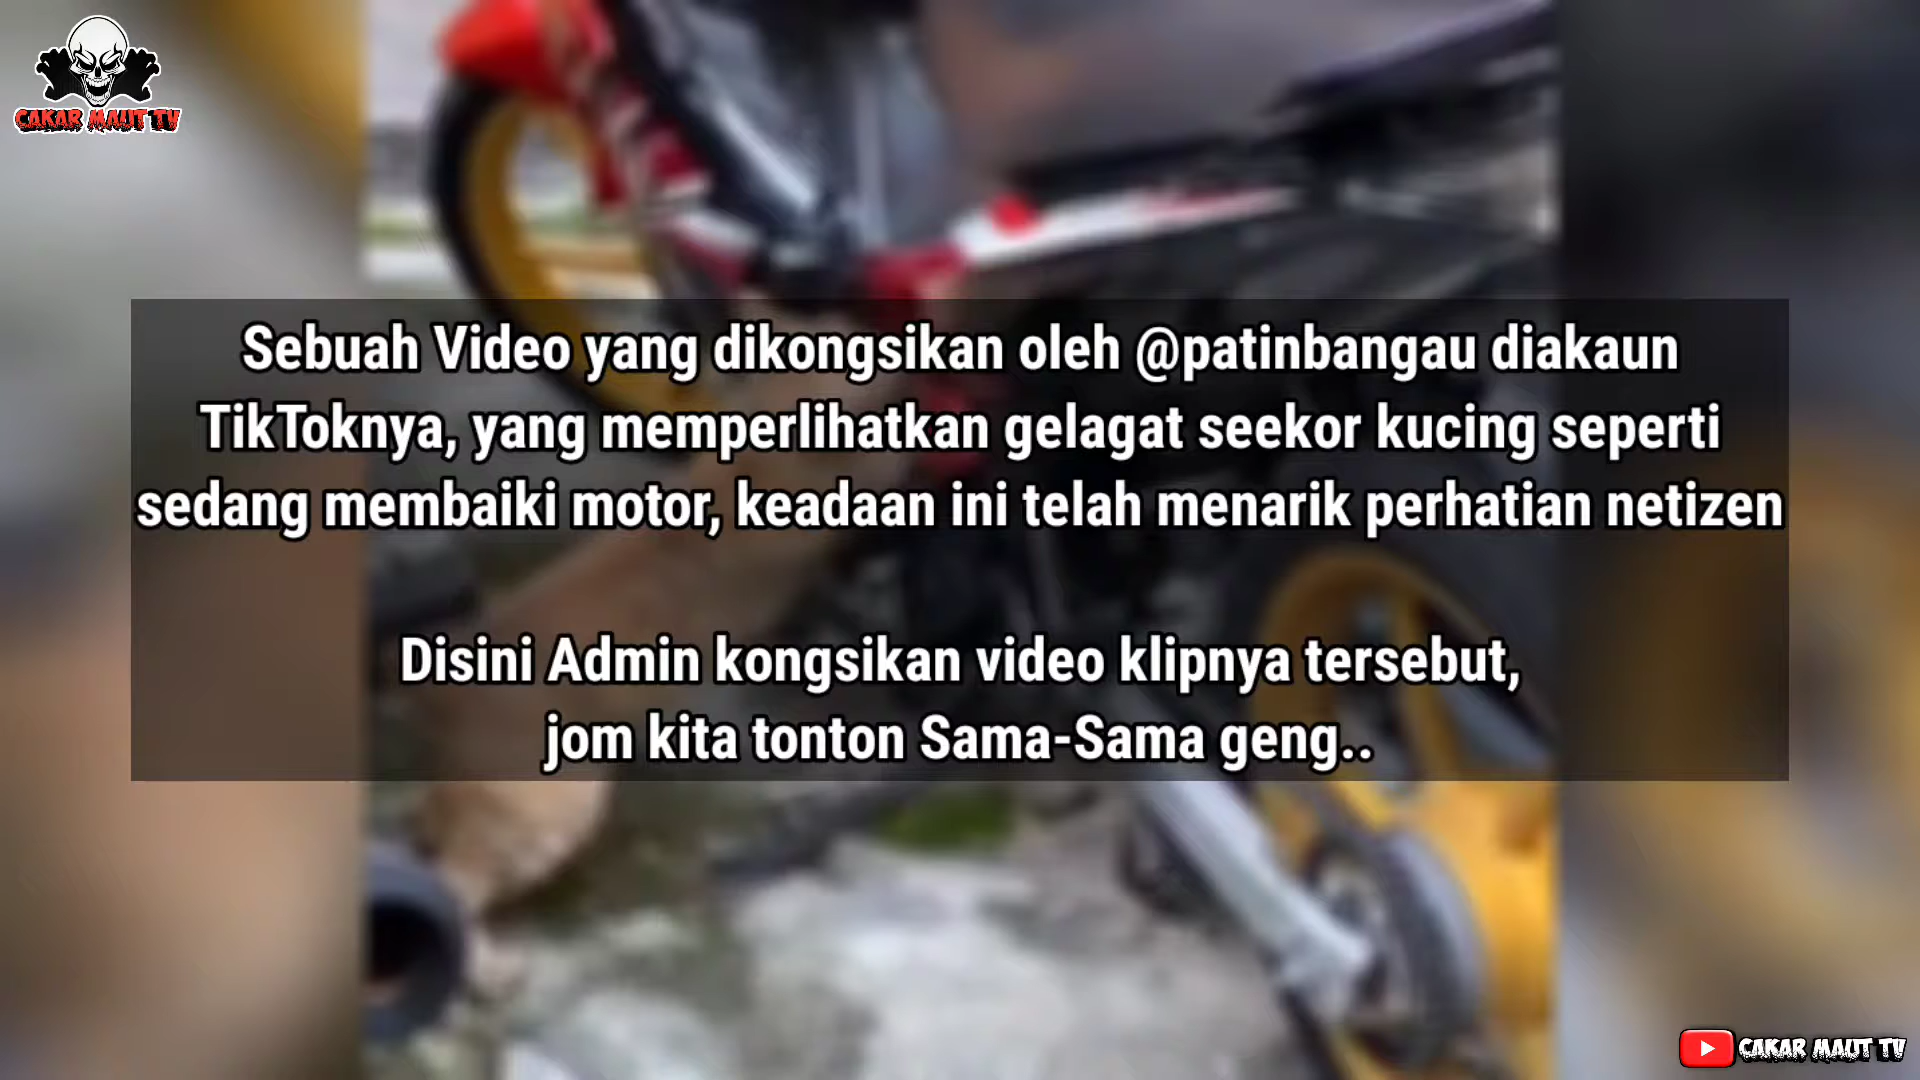 CAKAR MAUT TV
Sebuah Video yang dikongsikan oleh @patinbangau diakaun
TikToknya, yang memperlihatkan gelagat seekor kucing seperti
sedang membaiki motor, keadaan ini telah menarik perhatian netizen
Disini Admin kongsikan video klipnya tersebut,
jom kita tonton Sama-Sama geng..
CAKAR MAUT TV